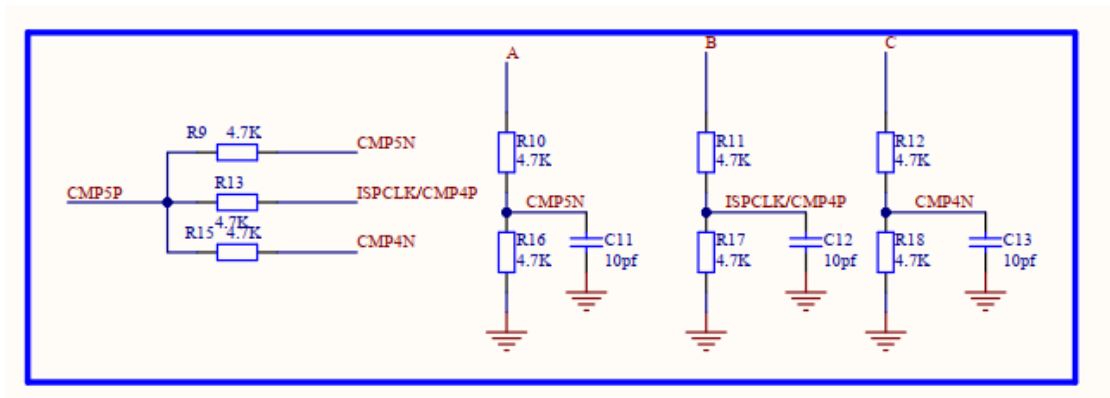 A
B
C
R9 4.7K
CMP5N
R10
4.7K
R11
4.7K
R12
4.7K
CMP5P
R13
4.7K
ISPCLK/CMP4P
CMP5N
ISPCLK/CMP4P
CMP4N
R15 4.7K
CMP4N
R16
4.7K
C11
10pf
R17
4.7K
C12
10pf
R18
4.7K
C13
10pf